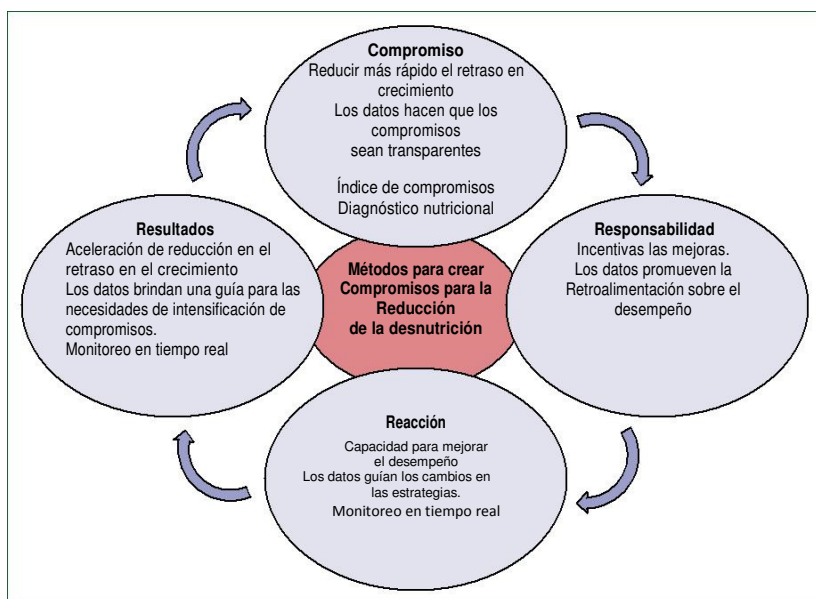 Compromiso
Reducir más rápido el retraso en
crecimiento
Los datos hacen que los
compromisos
sean transparentes
Índice de compromisos
Diagnóstico nutricional
Resultados
Aceleración de reducción en el
retraso en el crecimiento
Los datos brindan una guía para las
necesidades de intensificación de
compromisos.
Monitoreo en tiempo real
Métodos para crear
Compromisos para la
Reducción
de la desnutrición
Responsabilidad
Incentivas las mejoras.
Los datos promueven la
Retroalimentación sobre el
desempeño
Reacción
Capacidad para mejorar
el desempeño
Los datos guían los cambios en
las estrategias.
Monitoreo en tiempo real